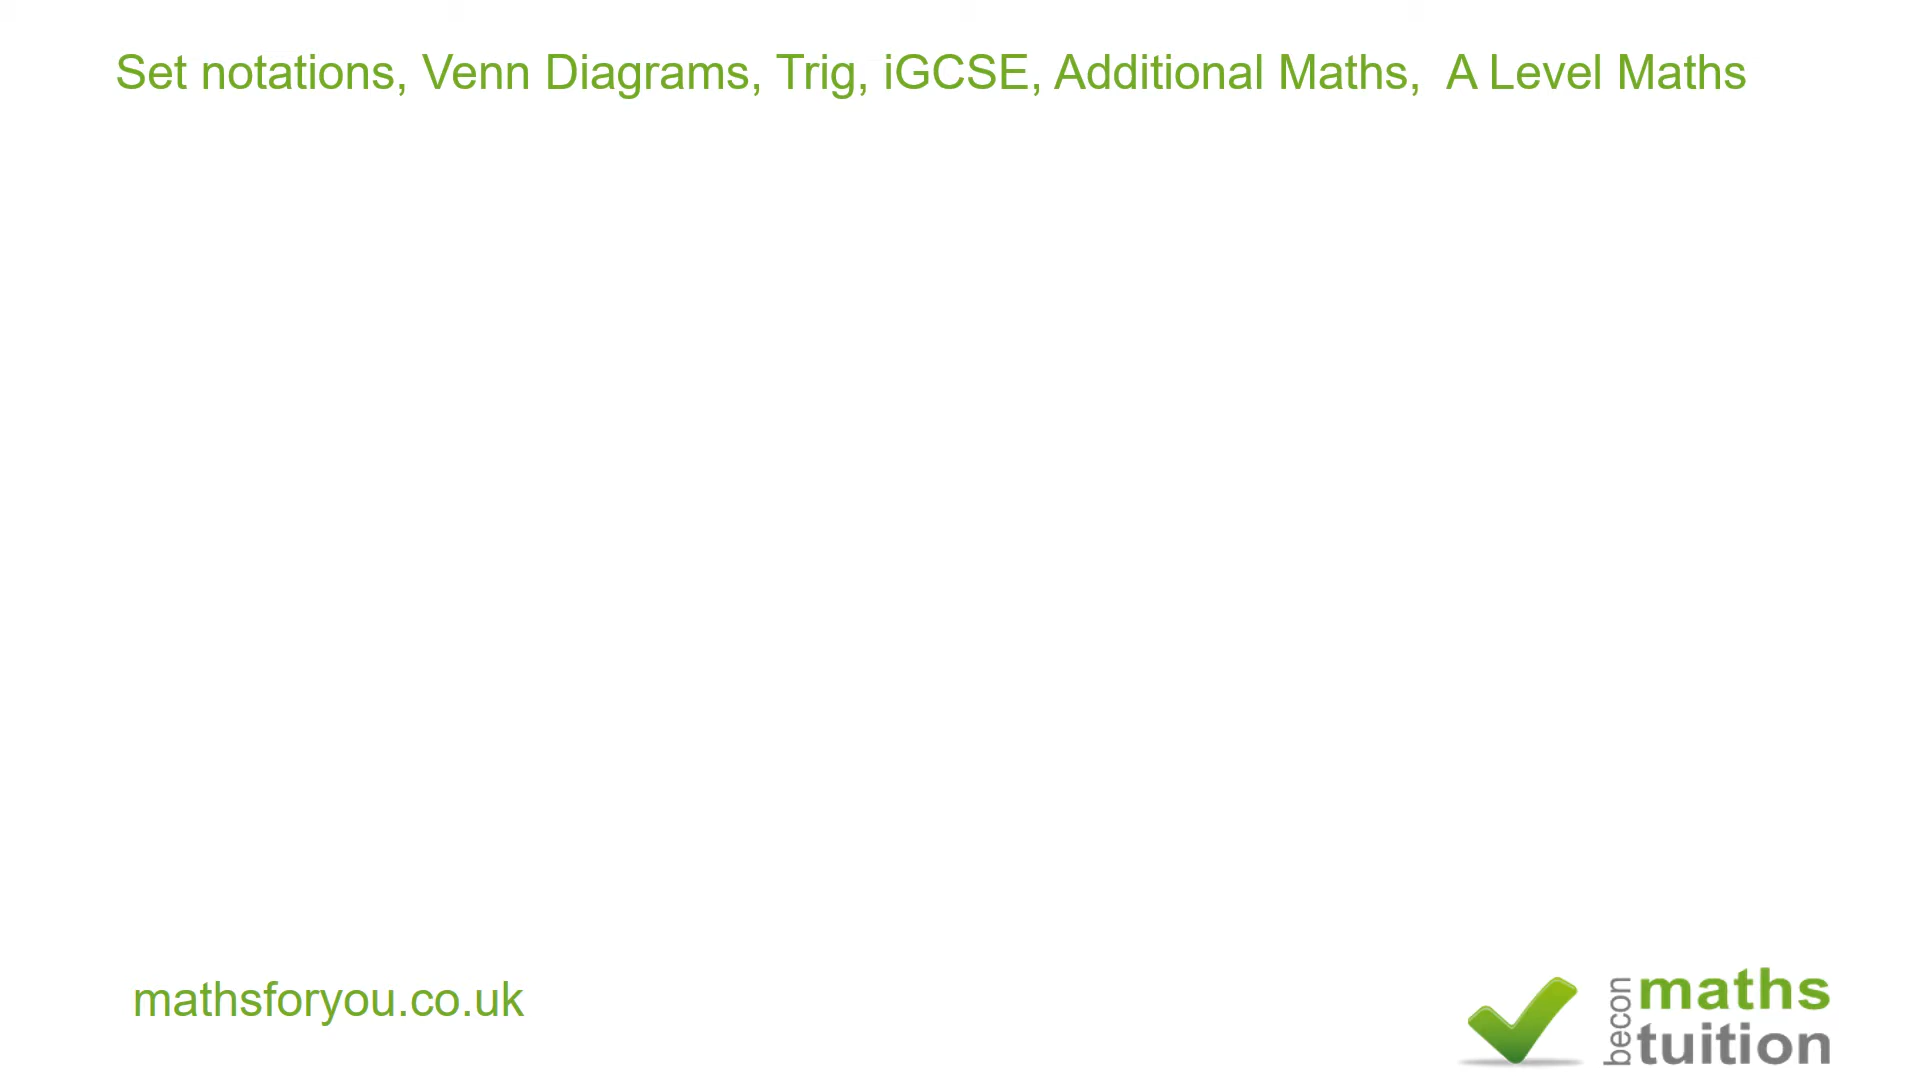 Set notations, Venn Diagrams, Trig, iGCSE, Additional Maths,  A Level Maths
mathsforyou.co.uk
becon
maths
tuition